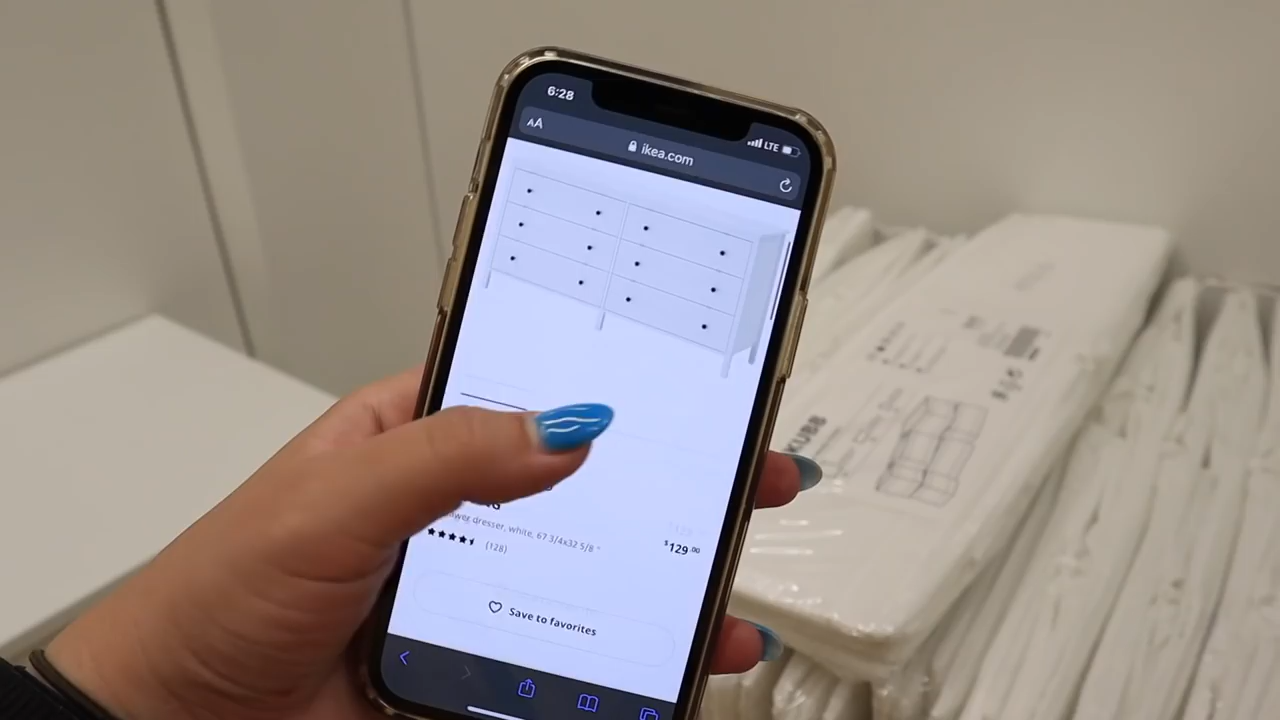 6:28
LTE
AA
ikea.com
wer dresser, white, 67 3/4x32 5/8 "
(128)
$129.00
Save to favorites
KUBB